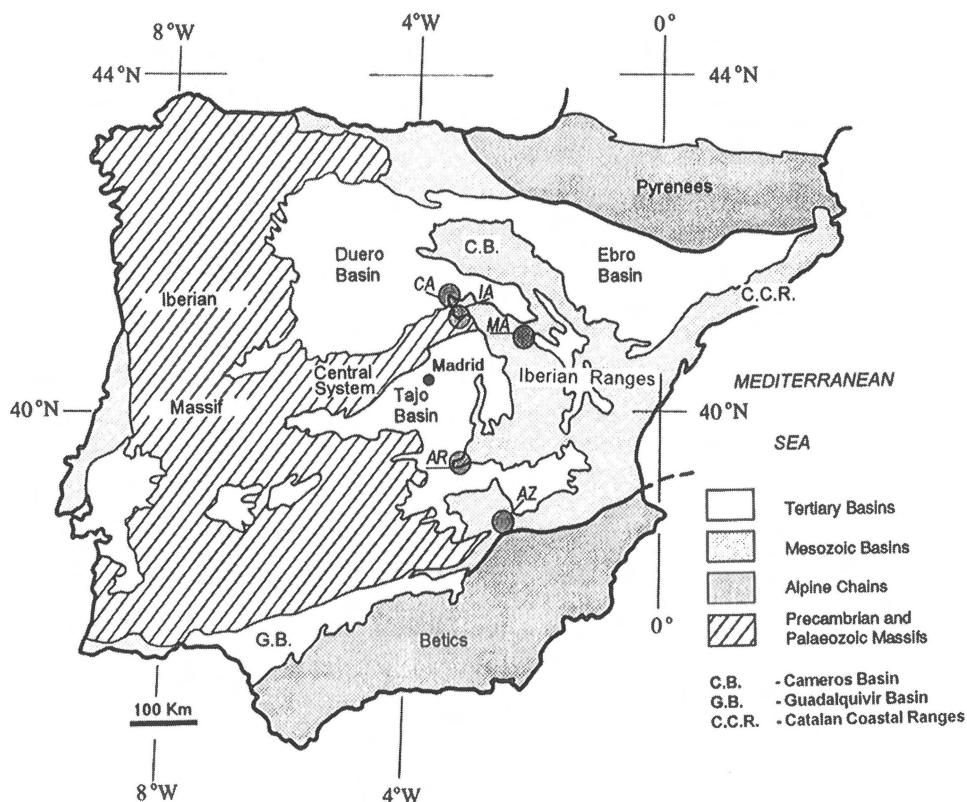 8°W
4°W
0°
44°N
44°N
Pyrenees
Duero
Basin
C.B.
Ebro
Basin
CA
IA
C.C.R.
Iberian
MA
Madrid
Central
System
Iberian Ranges
MEDITERRANEAN
Tajo
Basin
40°N
Massif
40°N
SEA
AR
AZ
Tertiary Basins
Mesozoic Basins
Alpine Chains
0°
Precambrian and
Palaeozoic Massifs
G.B.
Betics
C.B. - Cameros Basin
G.B. - Guadalquivir Basin
C.C.R. - Catalan Coastal Ranges
100 Km
8°W
4°W